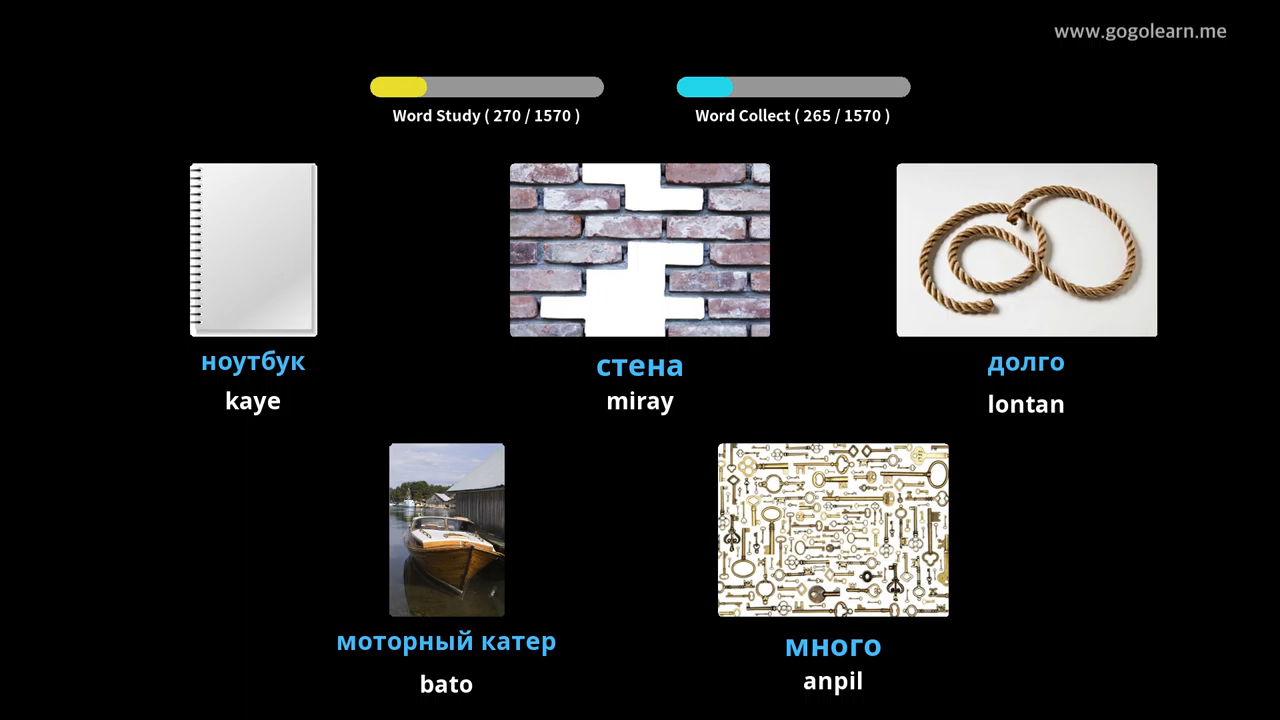 www.gogolearn.me
Word Study ( 270 / 1570 )
Word Collect ( 265 / 1570 )
ноутбук
kaye
стена
miray
долго
lontan
моторный катер
bato
много
anpil